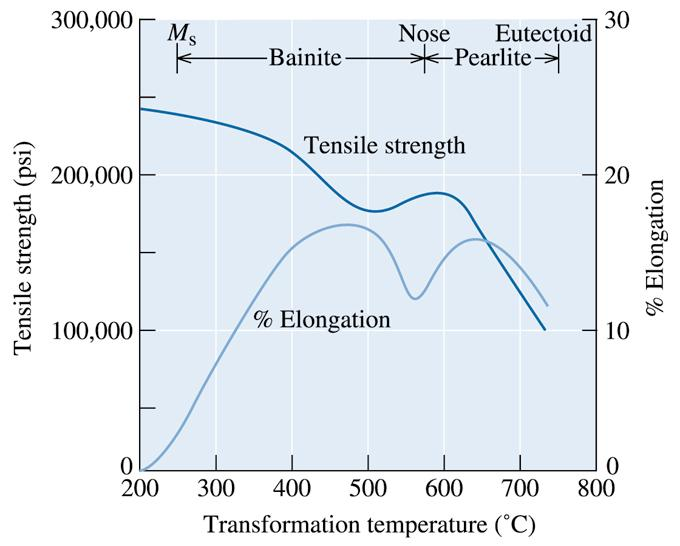 300,000
30
Ms
Nose
Eutectoid
Bainite
Pearlite
Tensile strength
200,000
20
Tensile strength (psi)
% Elongation
% Elongation
100,000
10
0
0
200 300 400 500 600 700 800
Transformation temperature (°C)